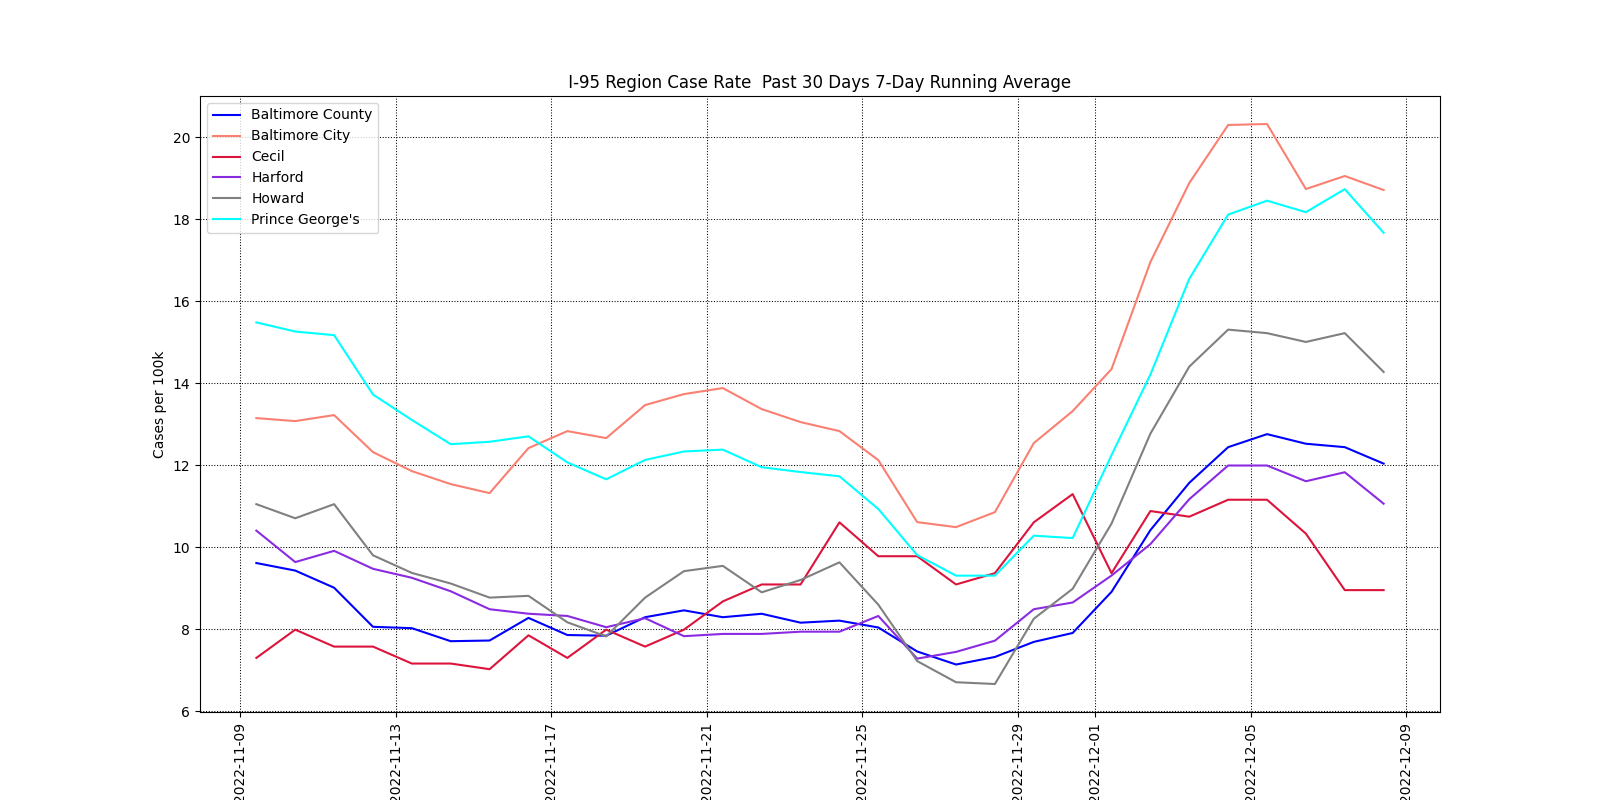 I-95 Region Case Rate  Past 30 Days 7-Day Running Average
Baltimore County
Baltimore City
Cecil
Harford
Howard
Prince George's
Cases per 100k
20
18
16
14
12
10
8
6
2022-11-09
2022-11-13
2022-11-17
2022-11-21
2022-11-25
2022-11-29
2022-12-01
2022-12-05
2022-12-09